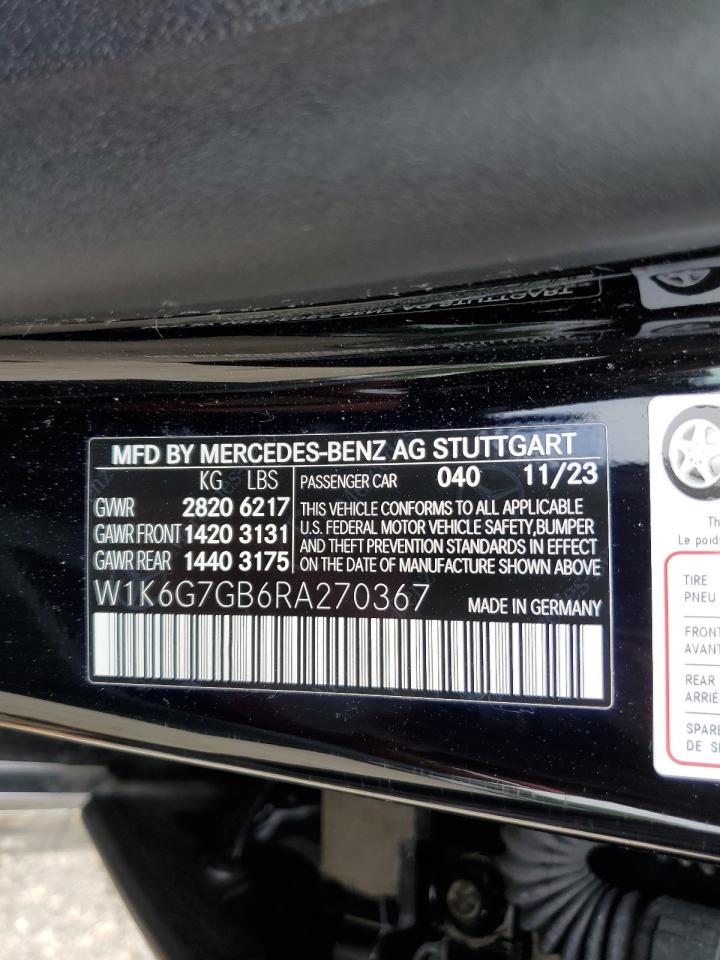 MFD BY MERCEDES-BENZ AG STUTTGART
KG LBS
GVWR 2820 6217
GAWR FRONT 1420 3131
GAWR REAR 1440 3175
PASSENGER CAR 040 11/23
THIS VEHICLE CONFORMS TO ALL APPLICABLE
U.S. FEDERAL MOTOR VEHICLE SAFETY,BUMPER
AND THEFT PREVENTION STANDARDS IN EFFECT
ON THE DATE OF MANUFACTURE SHOWN ABOVE
W1K6G7GB6RA270367
MADE IN GERMANY
Le
TIRE
PNEU
FRONT
AVANT
REAR
SPARE
DE